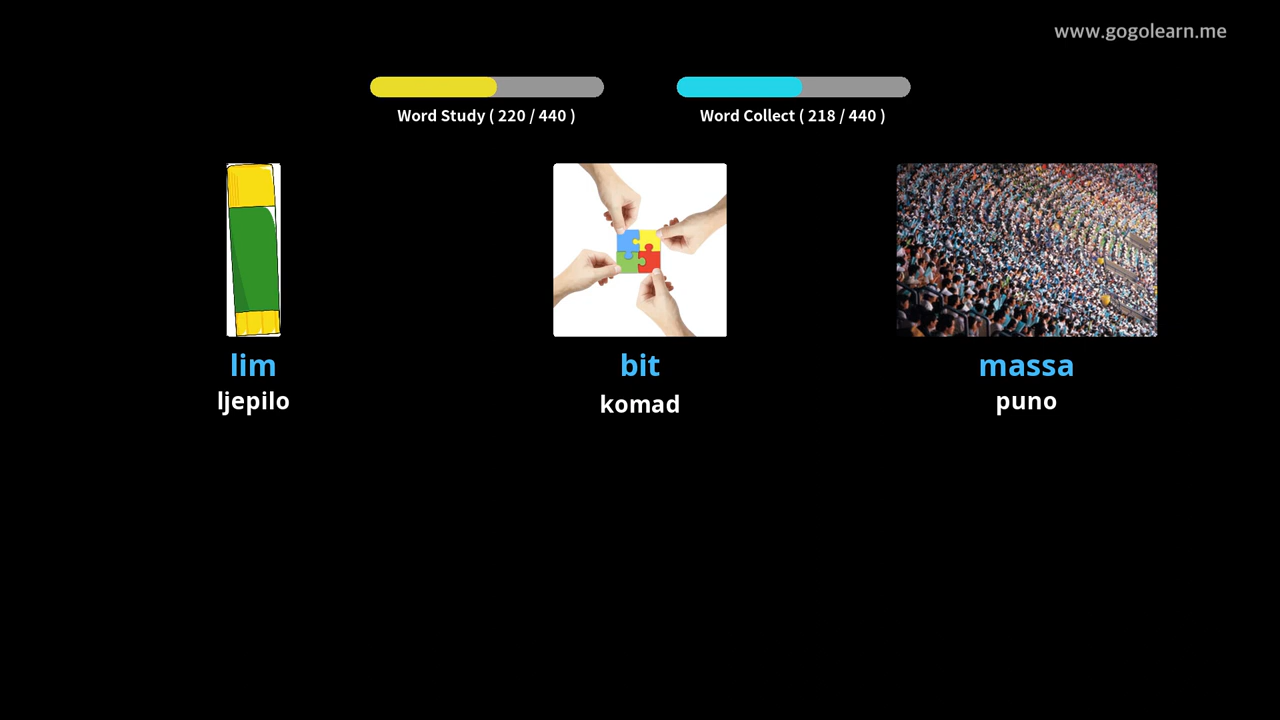 www.gogolearn.me
Word Study ( 220 / 440 )
Word Collect ( 218 / 440 )
lim
ljepilo
bit
komad
massa
puno